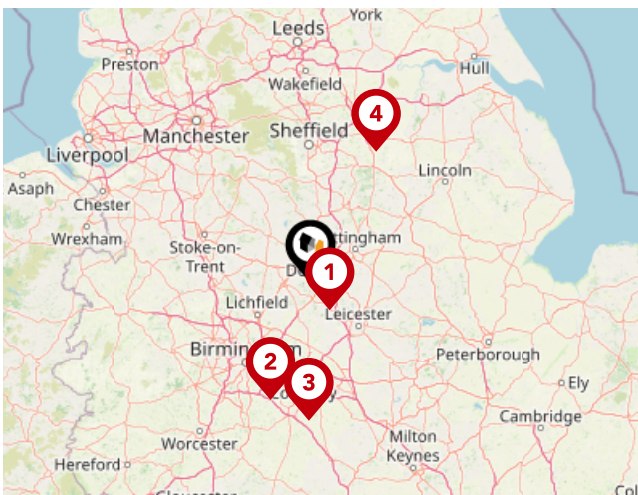 York
Leeds
Preston
Hull
Wakefield
4
Manchester
Sheffield
Liverpool
Lincoln
Asaph
Chester
Wrexham
Stoke-on-
Trent
ttingham
D
1
Lichfield
Leicester
Birmin
m
2
Peterborough
3
Ely
Cambridge
Worcester
Milton
Keynes
Hereford